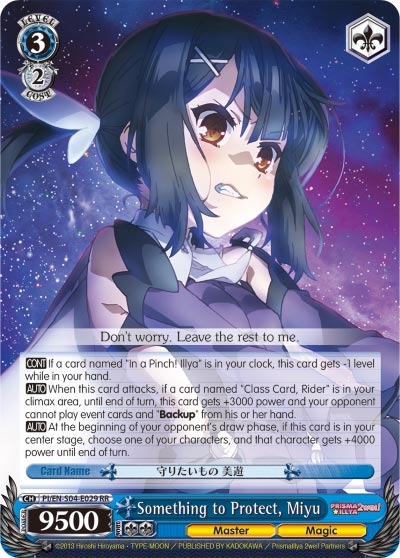 LEVEL
3
2
COST
Don't worry. Leave the rest to me.
CONT If a card named "In a Pinch! Illya" is in your clock, this card gets -1 level
while in your hand.
AUTO When this card attacks, if a card named "Class Card, Rider" is in your
climax area, until end of turn, this card gets +3000 power and your opponent
cannot play event cards and "Backup" from his or her hand.
AUTO At the beginning of your opponent's draw phase, if this card is in your
center stage, choose one of your characters, and that character gets +4000
power until end of turn.
Card Name
守りたいもの 美遊
CH PI/EN-S04-E029 RR
POWER
9500
SOUL
Something to Protect, Miyu
PRISMA ILLYA 2wei!
Master
Magic
©2013 Hiroshi Hiroyama・TYPE-MOON / PUBLISHED BY KADOKAWA / PrismaIllya 2wei! Partners